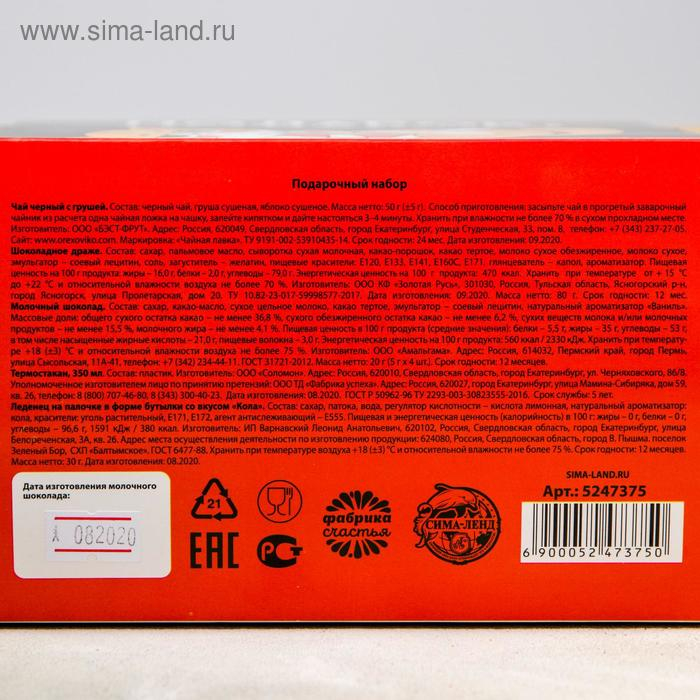 www.sima-land.ru
Подарочный набор
Чай черный с грушей. Состав: черный чай, груша сушеная, яблоко сушеное. Масса нетто: 50 г (±5 г). Способ приготовления: засыпьте чай в прогретый заварочный
чайник из расчета одна чайная ложка на чашку, залейте кипятком и дайте настояться 3–4 минуты. Хранить при влажности не более 70 % в сухом прохладном месте.
Изготовитель: ООО «БЭСТ-ФРУТ». Адрес: Россия, 620049, Свердловская область, город Екатеринбург, улица Студенческая, 33, пом. 8, +7 (343) 237-27-05.
Сайт: www.orexoviko.com. Маркировка: «Чайная лавка». ТУ 9191-002-53910435-14. Срок годности: 24 мес. Дата изготовления: 09.2020.
Шоколадное драже. Состав: сахар, пальмовое масло, сыворотка сухая молочная, какао-порошок, какао тертое, молоко сухое обезжиренное, молоко сухое,
эмульгатор – соевый лецитин, соль, загуститель – желатин, пищевые красители: Е120, Е133, Е141, Е160С, Е171, глянцеватель – капол, ароматизатор. Пищевая
ценность на 100 г продукта: жиры – 16,0 г, белки – 2,0 г, углеводы – 79,0 г. Энергетическая ценность на 100 г продукта: 470 ккал. Хранить при температуре от + 15 °С
до +22 °С и относительной влажности воздуха не более 70 %. Изготовитель: ООО КФ «Золотая Русь», 301030, Россия, Тульская область, Ясногорский р-н,
город Ясногорск, улица Пролетарская, дом 20. ТУ 10.82-23-017-59998577-2017. Дата изготовления: 09.2020. Масса нетто: 80 г. Срок годности: 12 мес.
Молочный шоколад. Состав: сахар, какао-масло, сухое цельное молоко, какао тертое, эмульгатор – соевый лецитин, натуральный ароматизатор «Ваниль».
Массовые доли: общего сухого остатка какао – не менее 36,8 %, сухого обезжиренного остатка какао – не менее 6,2 %, сухих веществ молока и/или молочных
продуктов – не менее 15,5 %, молочного жира – не менее 4,1 %. Пищевая ценность в 100 г продукта (средние значения): белки – 5,5 г, жиры – 35 г, углеводы – 53 г,
в том числе насыщенные жирные кислоты – 21,0 г, пищевые волокна – 3,0 г. Энергетическая ценность на 100 г продукта: 560 ккал / 2330 кДж. Хранить при температу-
ре +18 (±3) °С и относительной влажности воздуха не более 75 %. Изготовитель: ООО «Амальгама». Адрес: Россия, 614032, Пермский край, город Пермь,
улица Сысольская, 11А–41, тел.: +7 (342) 234-44-11. ГОСТ 31721-2012. Дата изготовления: указана на упаковке. Масса нетто: 20 г (5 г х 4 шт.). Срок годности: 12 месяцев.
Термостакан, 350 мл. Состав: пластик. Изготовитель: ООО «Соломон». Адрес: Россия, 620010, Свердловская область, город Екатеринбург, ул. Черняховского, 86/8.
Уполномоченное изготовителем лицо по принятию претензий: ООО ТД «Фабрика успеха». Адрес: Россия, 620027, город Екатеринбург, улица Мамина-Сибиряка, дом 59,
кв. 26, телефон: 8 (800) 707-46-80, 8 (343) 300-40-23. Дата изготовления: 08.2020. ГОСТ Р 50962-96 ТУ 2293-003-30823555-2016. Срок службы: 5 лет.
Леденец на палочке в форме бутылки со вкусом «Кола». Состав: сахар, патока, вода, регулятор кислотности – кислота лимонная, натуральный ароматизатор:
кола, красители: уголь растительный, Е171, Е172, агент антислеживающий – Е555. Пищевая и энергетическая ценность (калорийность) в 100 г: жиры – 0 г, белки – 0 г;
углеводы – 96,6 г, 1591 кДж / 380 ккал. Изготовитель: ИП Варнавский Леонид Анатольевич, 620102, Россия, Свердловская область, город Екатеринбург, улица
Белореченская, 3А, кв. 26. Адрес места осуществления деятельности по изготовлению продукции: 624080, Россия, Свердловская область, город В. Пышма. поселок
Зеленый Бор, СХП «Балтымское». ГОСТ 6477-88. Хранить при температуре воздуха +18 (±3) °С и относительной влажности воздуха не более 75 %. Срок годности: 12 месяцев.
Масса нетто: 30 г. Дата изготовления: 08.2020.
Дата изготовления молочного
шоколада:
082020
21
EAC
фабрика
счастья
СИМА-ЛЕНД
SIMA-LAND.RU
Арт.: 5247375
6 900052 473750